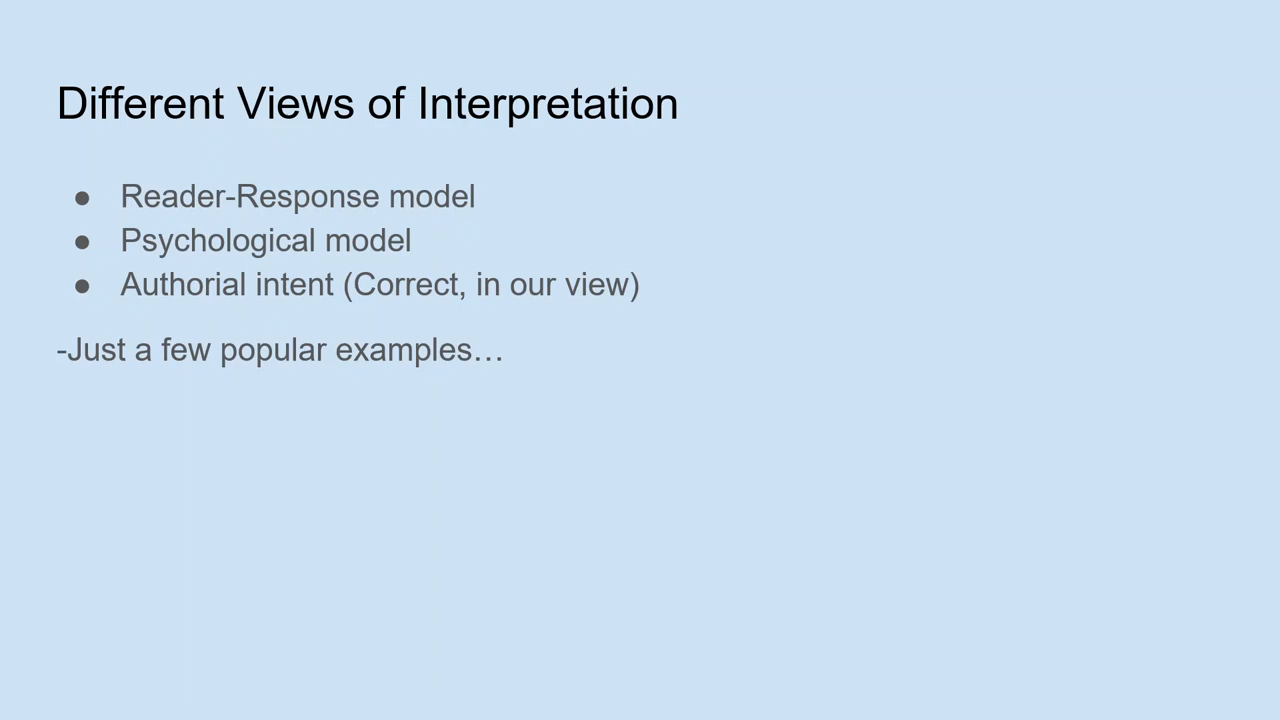 Different Views of Interpretation
● Reader-Response model
● Psychological model
● Authorial intent (Correct, in our view)
-Just a few popular examples…